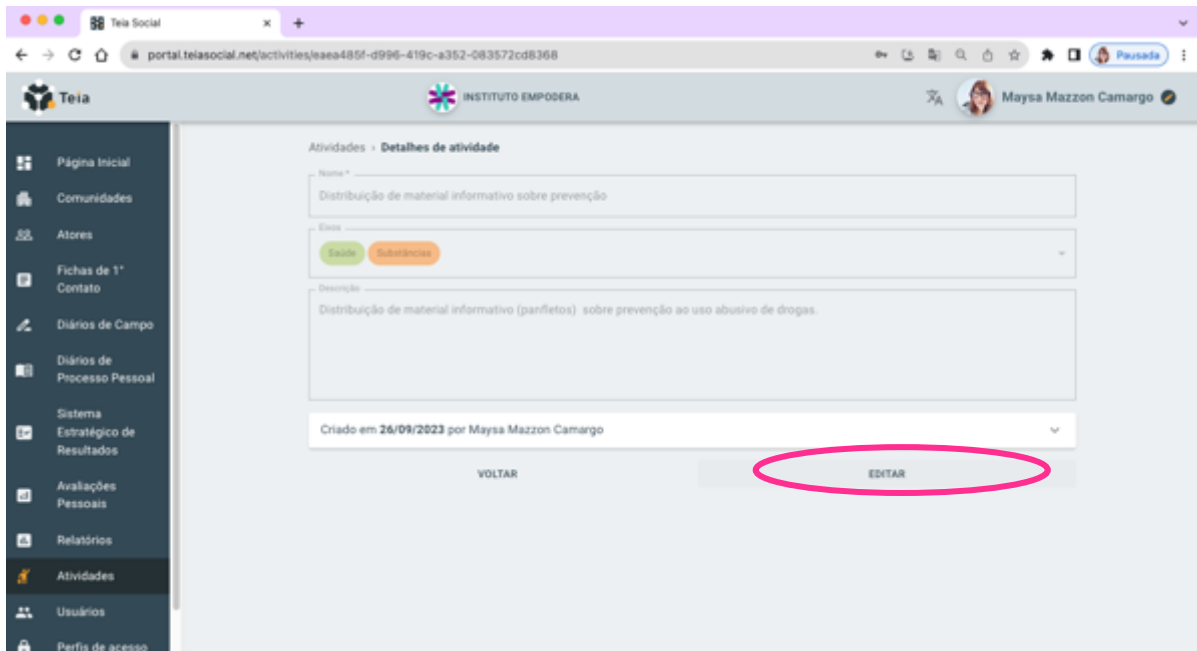 Teia Social
portal.teiasocial.net/activities/eaea485f-d996-419c-a352-083572cd8368
Pausada
Teia
INSTITUTO EMPODERA
Maysa Mazzon Camargo
Página Inicial
Comunidades
Atores
Fichas de 1°
Contato
Diários de Campo
Diários de
Processo Pessoal
Sistema
Estratégico de
Resultados
Avaliações
Pessoais
Relatórios
Atividades
Usuários
Perfis de acesso
Atividades › Detalhes de atividade
Nome *
Distribuição de material informativo sobre prevenção
Eixos
Saúde Substâncias
Descrição
Distribuição de material informativo (panfletos) sobre prevenção ao uso abusivo de drogas.
Criado em 26/09/2023 por Maysa Mazzon Camargo
VOLTAR EDITAR